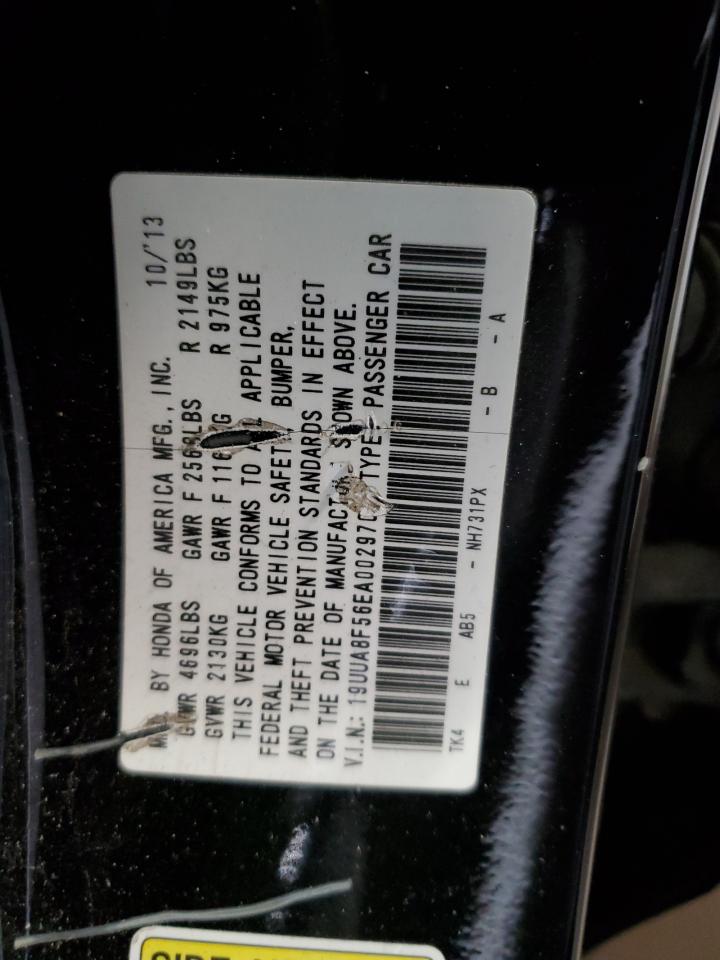 BY HONDA OF AMERICA MFG., INC. 10/'13
GVWR 4696LBS GAWR F 256 LBS R 2149LBS
GVWR 2130KG GAWR F 116 G R 975KG
THIS VEHICLE CONFORMS TO APPLICABLE
FEDERAL MOTOR VEHICLE SAFETY BUMPER,
AND THEFT PREVENTION STANDARDS IN EFFECT
ON THE DATE OF MANUFACT SHOWN ABOVE.
V.I.N.: 19UUA8F56EA00297 TYPE: PASSENGER CAR
TK4 E AB5 - NH731PX - B - A